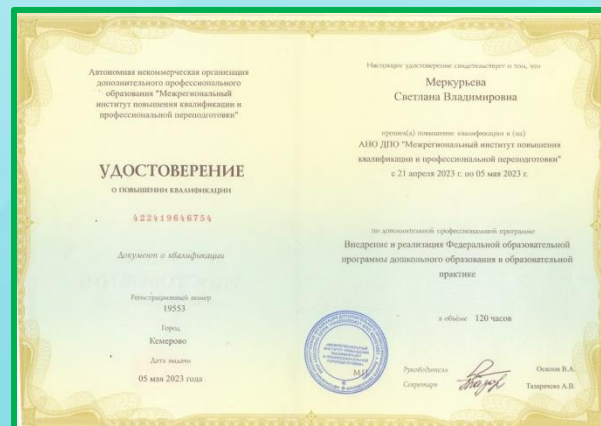 Автономная некоммерческая организация
дополнительного профессионального
образования "Межрегиональный
институт повышения квалификации и
профессиональной переподготовки"
УДОСТОВЕРЕНИЕ
О ПОВЫШЕНИИ КВАЛИФИКАЦИИ
422419646754
Документ о квалификации
Регистрационный номер
19553
Город
Кемерово
Дата выдачи
05 мая 2023 года
Настоящее удостоверение свидетельствует о том, что
Меркурьева
Светлана Владимировна
прошел(а) повышение квалификации в (на)
АНО ДПО "Межрегиональный институт повышения
квалификации и профессиональной переподготовки"
с 21 апреля 2023 г. по 05 мая 2023 г.
по дополнительной профессиональной программе
Внедрение и реализация Федеральной образовательной
программы дошкольного образования в образовательной
практике
в объёме 120 часов
М.П.
Руководитель
Секретарь